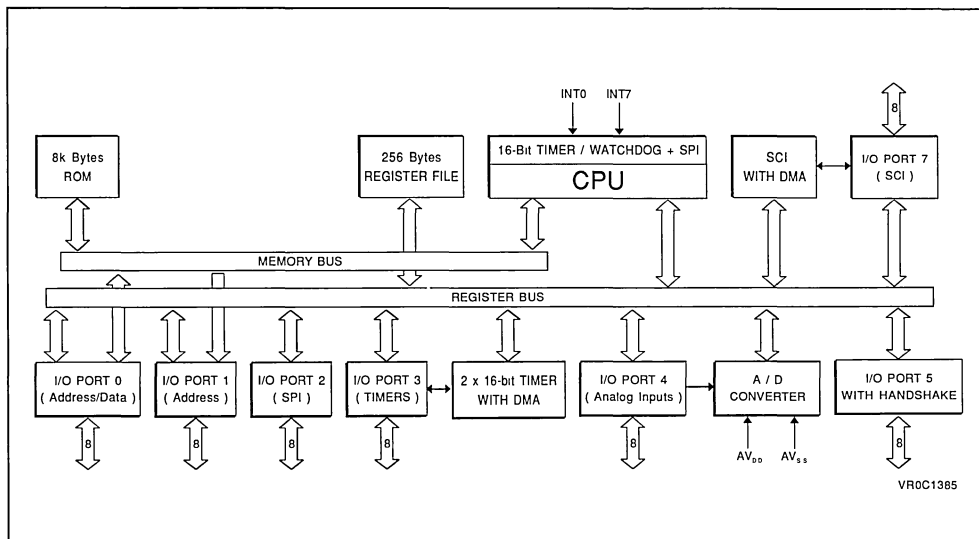 INT0 INT7
8
8k Bytes
ROM
256 Bytes
REGISTER FILE
16-Bit TIMER / WATCHDOG + SPI
CPU
SCI
WITH DMA
I/O PORT 7
( SCI )
MEMORY BUS
REGISTER BUS
I/O PORT 0
( Address/Data )
I/O PORT 1
( Address )
I/O PORT 2
( SPI )
I/O PORT 3
( TIMERS )
2 x 16-bit TIMER
WITH DMA
I/O PORT 4
( Analog Inputs )
A / D
CONVERTER
I/O PORT 5
WITH HANDSHAKE
8 8 8 8 8 8
AVDD AVSS
VR0C1385